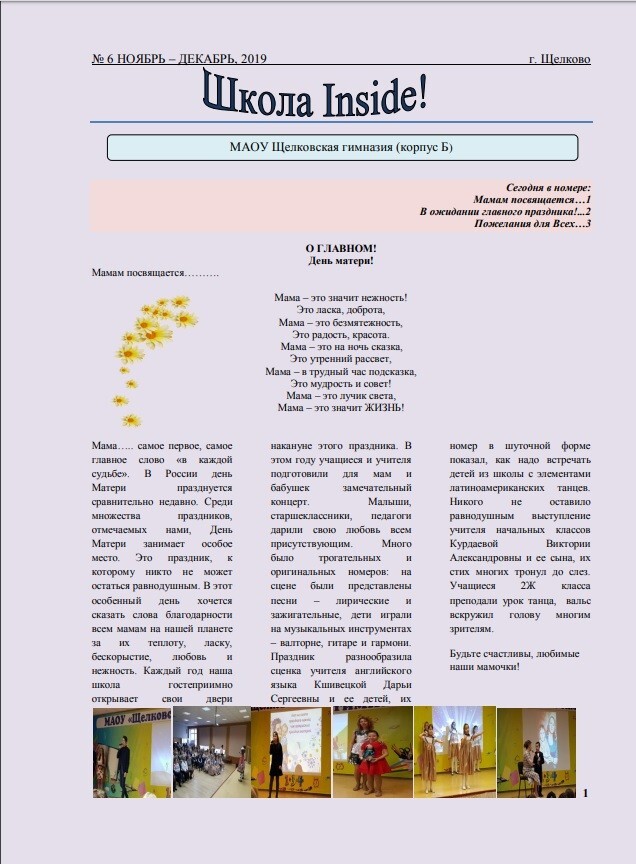 № 6 НОЯБРЬ – ДЕКАБРЬ, 2019 г. Щелково
Школа Inside!
МАОУ Щелковская гимназия (корпус Б)
Сегодня в номере:
Мамам посвящается…1
В ожидании главного праздника!...2
Пожелания для Всех…3
О ГЛАВНОМ!
День матери!
Мамам посвящается……….
Мама – это значит нежность!
Это ласка, доброта,
Мама – это безмятежность,
Это радость, красота.
Мама – это на ночь сказка,
Это утренний рассвет,
Мама – в трудный час подсказка,
Это мудрость и совет!
Мама – это лучик света,
Мама – это значит ЖИЗНЬ!
Мама….. самое первое, самое
главное слово «в каждой
судьбе». В России день
Матери празднуется
сравнительно недавно. Среди
множества праздников,
отмечаемых нами, День
Матери занимает особое
место. Это праздник, к
которому никто не может
остаться равнодушным. В этот
особенный день хочется
сказать слова благодарности
всем мамам на нашей планете
за их теплоту, ласку,
бескорыстие, любовь и
нежность. Каждый год наша
школа гостеприимно
открывает свои двери
накануне этого праздника. В
этом году учащиеся и учителя
подготовили для мам и
бабушек замечательный
концерт. Малыши,
старшеклассники, педагоги
дарили свою любовь всем
присутствующим. Много
было трогательных и
оригинальных номеров: на
сцене были представлены
песни – лирические и
зажигательные, дети играли
на музыкальных инструментах
– валторне, гитаре и гармони.
Праздник разнообразила
сценка учителя английского
языка Кшивецкой Дарьи
Сергеевны и ее детей, их
номер в шуточной форме
показал, как надо встречать
детей из школы с элементами
латиноамериканских танцев.
Никого не оставило
равнодушным выступление
учителя начальных классов
Курдаевой Виктории
Александровны и ее сына, их
стих многих тронул до слез.
Учащиеся 2Ж класса
преподали урок танца, вальс
вскружил голову многим
зрителям.
Будьте счастливы, любимые
наши мамочки!
МАОУ «Щелковс
1